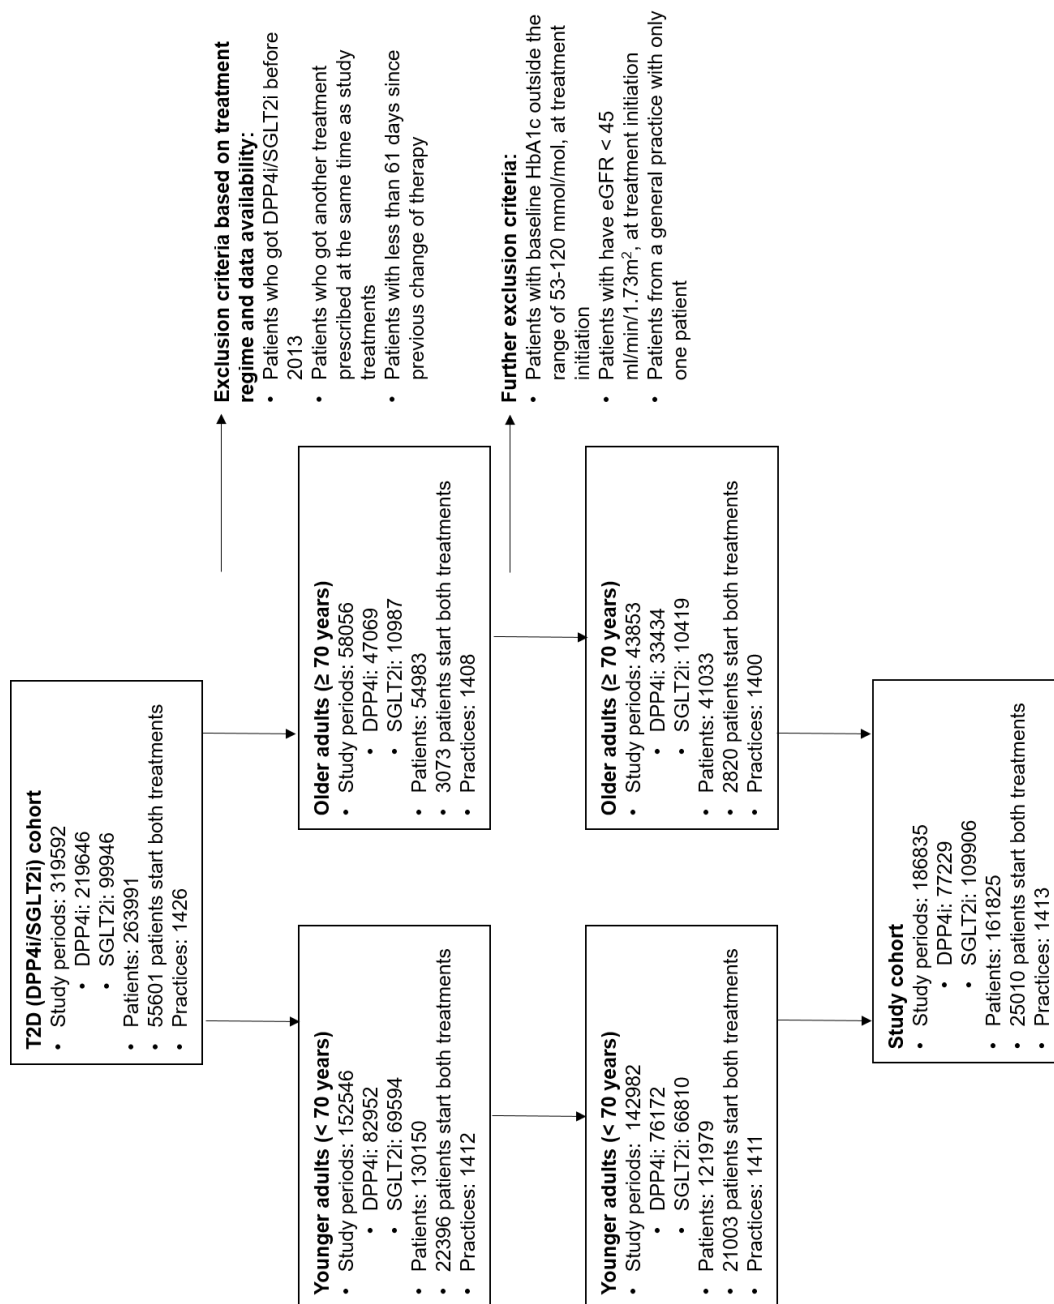 T2D (DPP4i/SGLT2i) cohort
• Study periods: 319592
• DPP4i: 219646
• SGLT2i: 99946
• Patients: 263991
• 55601 patients start both treatments
• Practices: 1426
Exclusion criteria based on treatment
regime and data availability:
• Patients who got DPP4i/SGLT2i before
2013
• Patients who got another treatment
prescribed at the same time as study
treatments
• Patients with less than 61 days since
previous change of therapy
Younger adults (< 70 years)
• Study periods: 152546
• DPP4i: 82952
• SGLT2i: 69594
• Patients: 130150
• 22396 patients start both treatments
• Practices: 1412
Older adults (≥ 70 years)
• Study periods: 58056
• DPP4i: 47069
• SGLT2i: 10987
• Patients: 54983
• 3073 patients start both treatments
• Practices: 1408
Further exclusion criteria:
• Patients with baseline HbA1c outside the
range of 53-120 mmol/mol, at treatment
initiation
• Patients with have eGFR < 45
ml/min/1.73m², at treatment initiation
• Patients from a general practice with only
one patient
Younger adults (< 70 years)
• Study periods: 142982
• DPP4i: 76172
• SGLT2i: 66810
• Patients: 121979
• 21003 patients start both treatments
• Practices: 1411
Older adults (≥ 70 years)
• Study periods: 43853
• DPP4i: 33434
• SGLT2i: 10419
• Patients: 41033
• 2820 patients start both treatments
• Practices: 1400
Study cohort
• Study periods: 186835
• DPP4i: 77229
• SGLT2i: 109906
• Patients: 161825
• 25010 patients start both treatments
• Practices: 1413